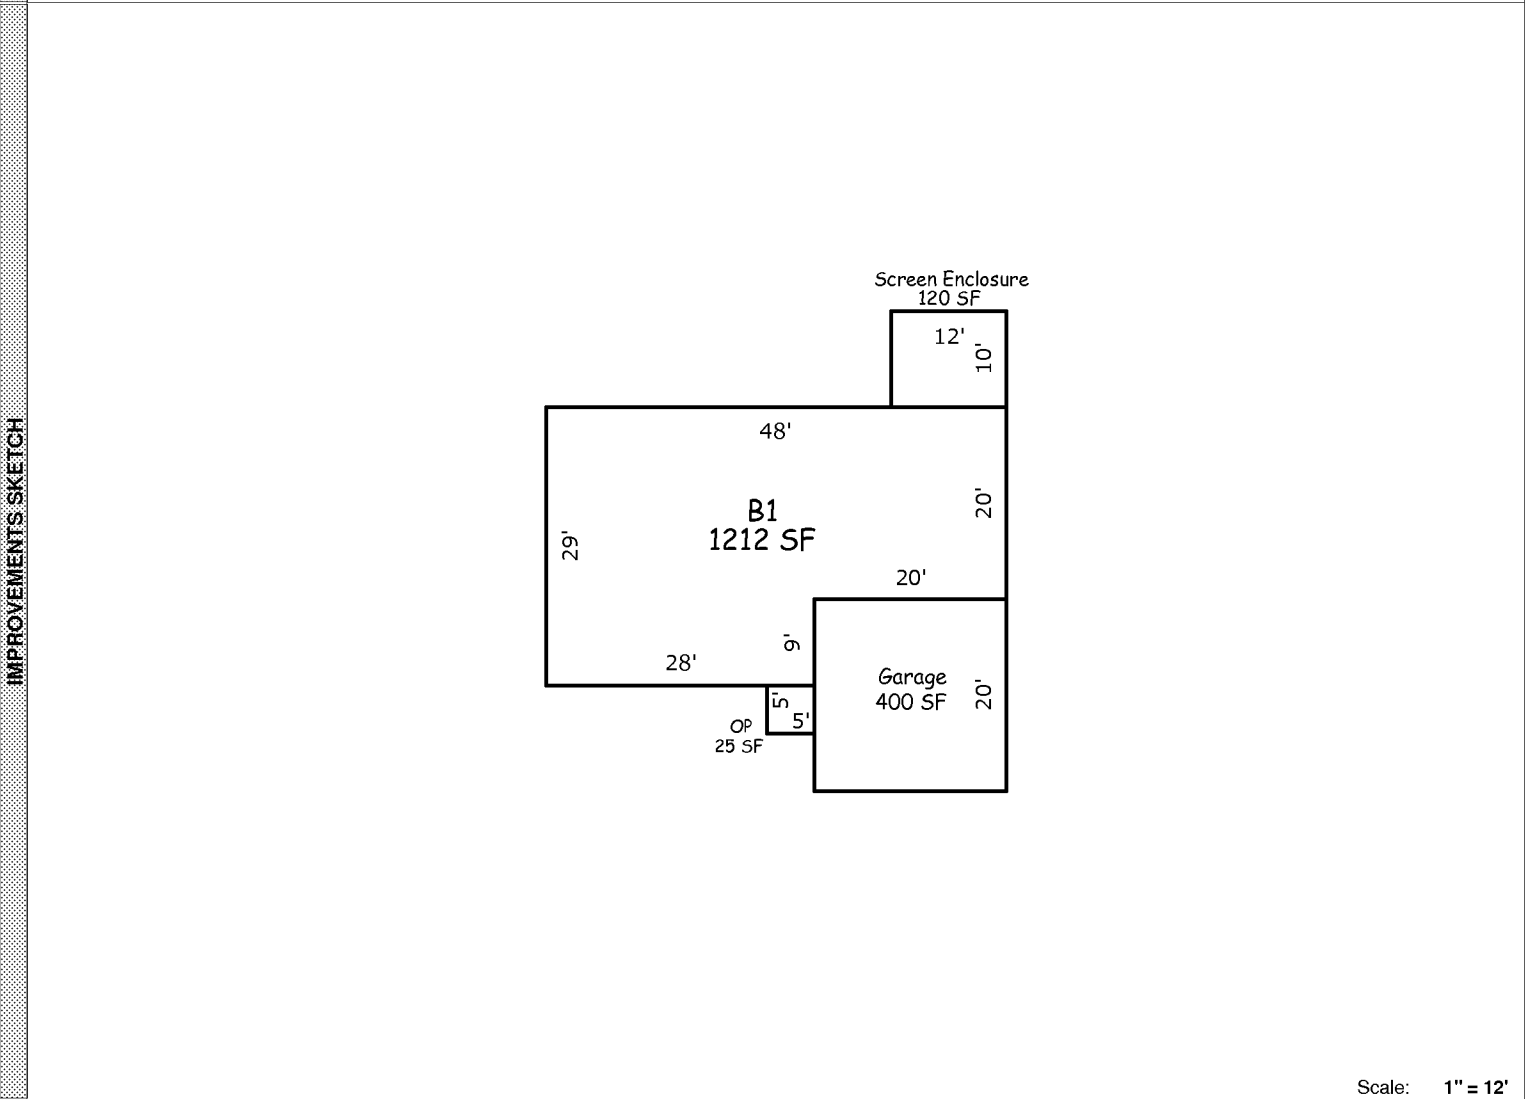 IMPROVEMENTS SKETCH
Screen Enclosure
120 SF
12'
10'
48'
B1
1212 SF
29'
20'
20'
9'
28'
Garage
400 SF
20'
5'
5'
OP
25 SF
Scale: 1" = 12'